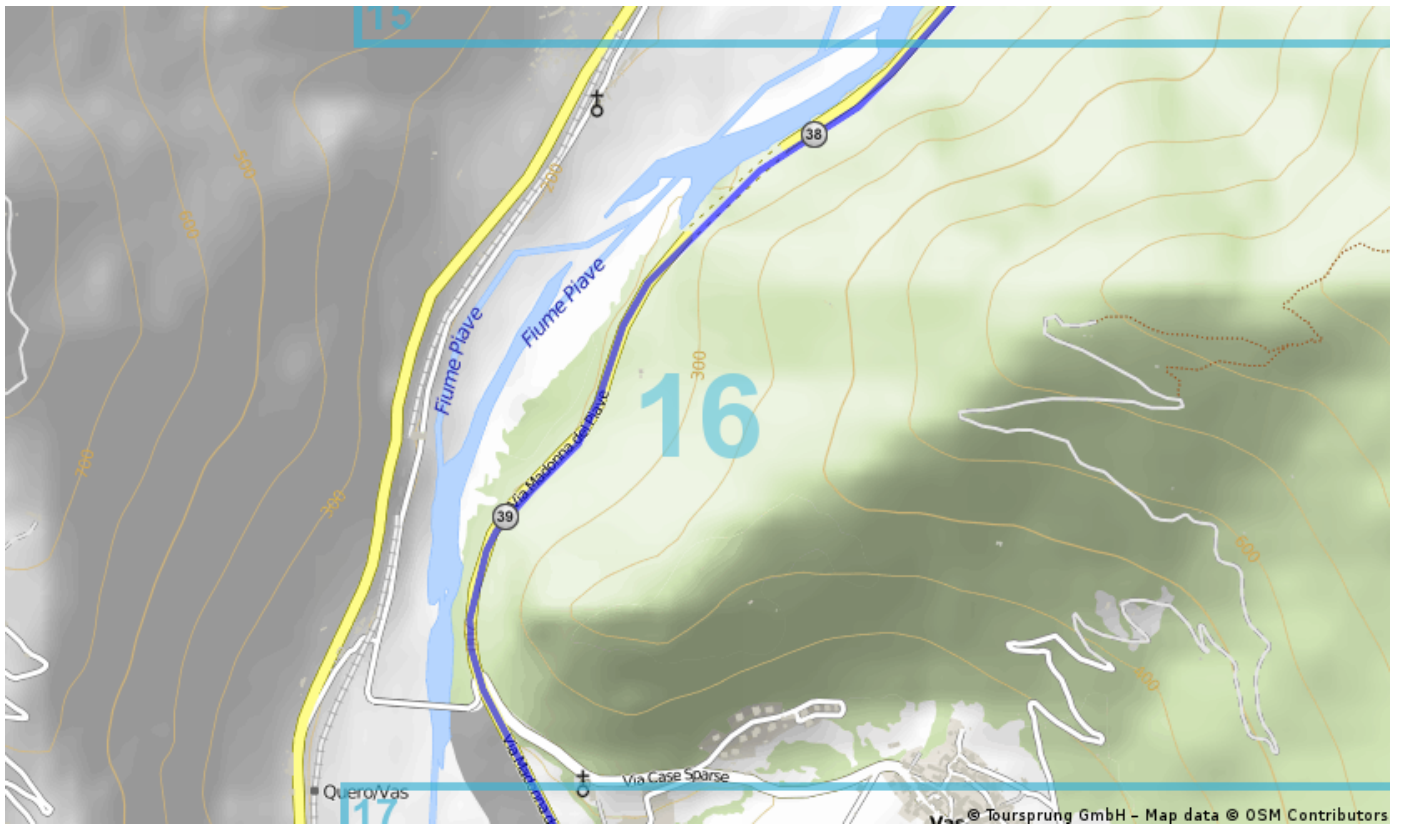 15
38
200
Fiume Piave
Fiume Piave
300
16
Via Madonna del Piave
700
300
39
600
Via Case Sparse
Quero/Vas
17
Vas
© Toursprung GmbH – Map data © OSM Contributors